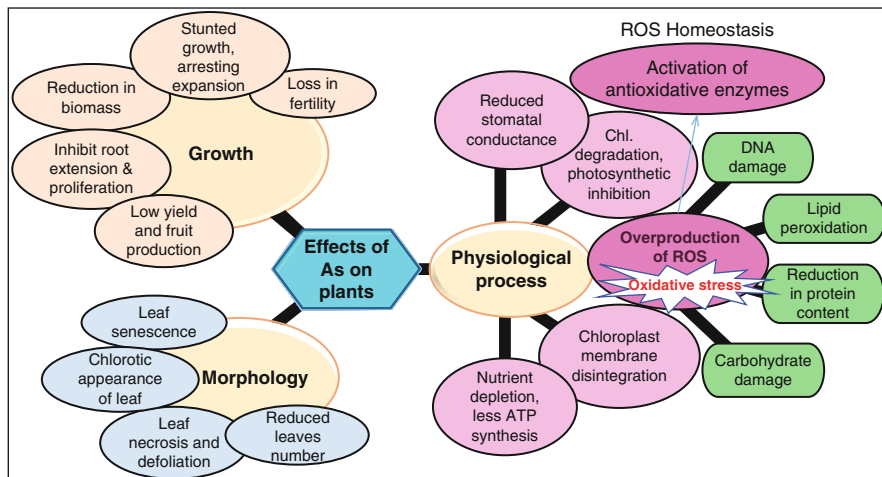 Stunted
growth,
arresting
expansion
Reduction in
biomass
Loss in
fertility
Inhibit root
extension &
proliferation
Growth
Low yield
and fruit
production
Effects of
As on
plants
Leaf
senescence
Chlorotic
appearance
of leaf
Morphology
Leaf
necrosis and
defoliation
Reduced
leaves
number
ROS Homeostasis
Activation of
antioxidative enzymes
Reduced
stomatal
conductance
Chl.
degradation,
photosynthetic
inhibition
DNA
damage
Lipid
peroxidation
Overproduction
of ROS
Oxidative stress
Physiological
process
Reduction
in protein
content
Chloroplast
membrane
disintegration
Carbohydrate
damage
Nutrient
depletion,
less ATP
synthesis